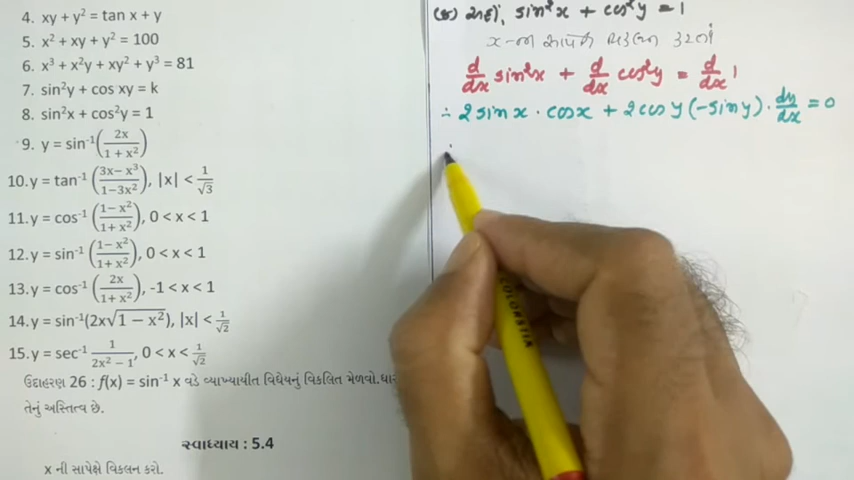 4. xy + y² = tan x + y
5. x² + xy + y² = 100
6. x³ + x²y + xy² + y³ = 81
7. sin²y + cos xy = k
8. sin²x + cos²y = 1
9. y = sin⁻¹(2x/(1 + x²))
10. y = tan⁻¹((3x − x³)/(1−3x²)), |x| < 1/√3
11. y = cos⁻¹((1− x²)/(1+ x²)), 0 < x < 1
12. y = sin⁻¹((1− x²)/(1+ x²)), 0 < x < 1
13. y = cos⁻¹(2x/(1+ x²)), -1 < x < 1
14. y = sin⁻¹(2x√(1 − x²)), |x| < 1/√2
15. y = sec⁻¹ 1/(2x² − 1), 0 < x < 1/√2
ઉદાહરણ 26 : f(x) = sin⁻¹ x વડે વ્યાખ્યાયીત વિધેયનું વિકલિત મેળવો.
તેનું અસ્તિત્વ છે.
સ્વાધ્યાય : 5.4
x ની સાપેક્ષે વિકલન કરો.
(8) અહીં, sin²x + cos²y = 1
x-ના સાપેક્ષે વિકલન કરતાં
d/dx sin²x + d/dx cos²y = d/dx 1
∴ 2 sin x · cos x + 2 cos y (−sin y) · dy/dx = 0
COLORSTIX